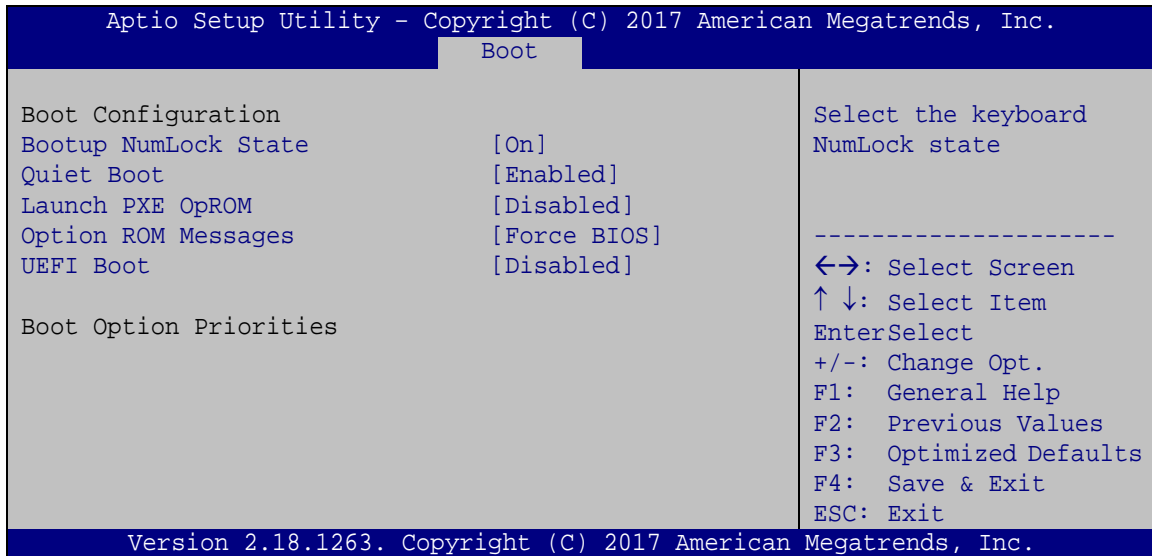 Aptio Setup Utility – Copyright (C) 2017 American Megatrends, Inc.
Boot
Boot Configuration
Bootup NumLock State [On]
Quiet Boot [Enabled]
Launch PXE OpROM [Disabled]
Option ROM Messages [Force BIOS]
UEFI Boot [Disabled]
Boot Option Priorities
Select the keyboard
NumLock state
---------------------
←→: Select Screen
↑ ↓: Select Item
EnterSelect
+/-: Change Opt.
F1: General Help
F2: Previous Values
F3: Optimized Defaults
F4: Save & Exit
ESC: Exit
Version 2.18.1263. Copyright (C) 2017 American Megatrends, Inc.